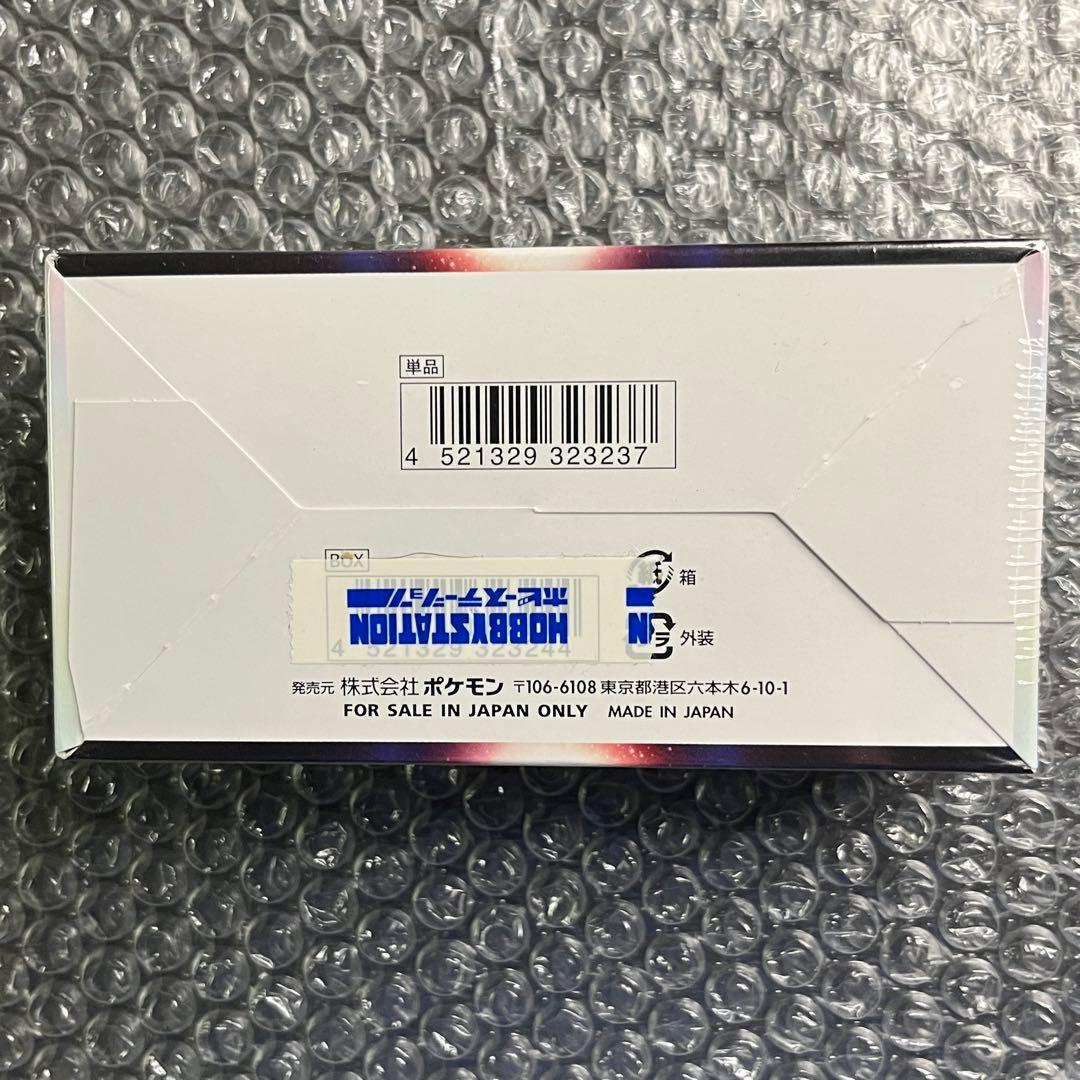 単品
4 521329 323237
BOX
ホビーステーション
HOBBYSTATION
N
4 521329 323244
箱
ラ 外装
発売元 株式会社 ポケモン 〒106-6108 東京都港区六本木6-10-1
FOR SALE IN JAPAN ONLY MADE IN JAPAN